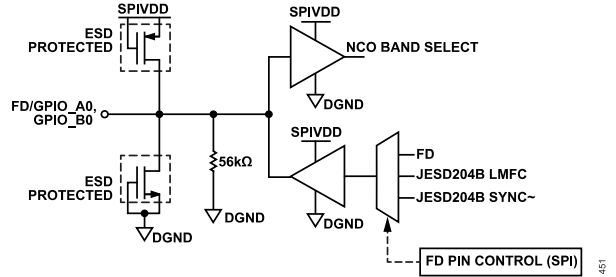 SPIVDD
ESD
PROTECTED
SPIVDD
NCO BAND SELECT
DGND
FD/GPIO_A0,
GPIO_B0
SPIVDD
56kΩ
FD
JESD204B LMFC
JESD204B SYNC~
ESD
PROTECTED
DGND
DGND
DGND
FD PIN CONTROL (SPI)
451